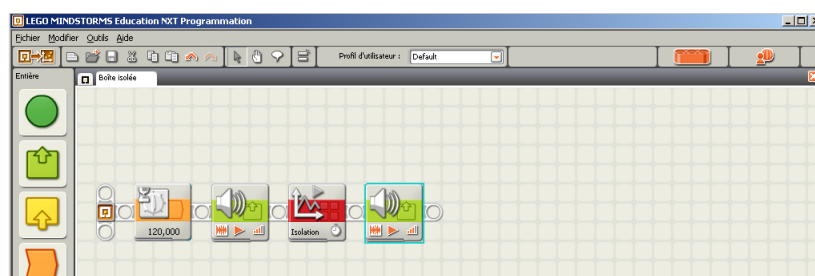 LEGO MINDSTORMS Education NXT Programmation
Fichier Modifier Outils Aide
Profil d'utilisateur : Default
Entière
Boîte isolée
120,000
Isolation